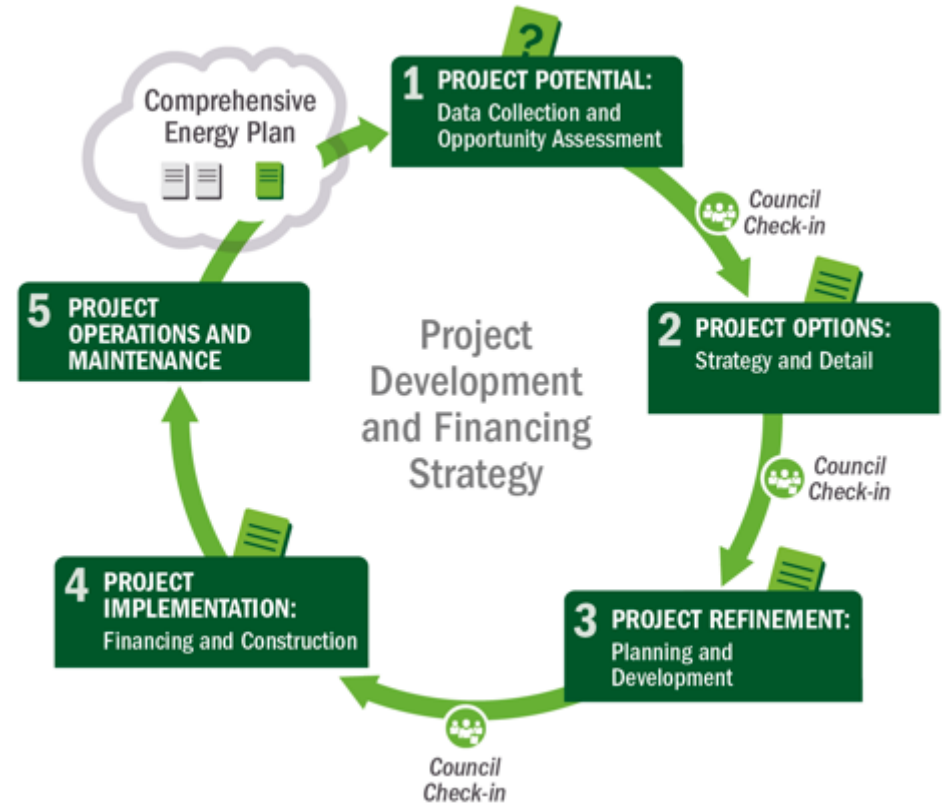 Comprehensive
Energy Plan
?
1 PROJECT POTENTIAL:
Data Collection and
Opportunity Assessment
Council
Check-in
2 PROJECT OPTIONS:
Strategy and Detail
Council
Check-in
3 PROJECT REFINEMENT:
Planning and
Development
Council
Check-in
4 PROJECT
IMPLEMENTATION:
Financing and Construction
5 PROJECT
OPERATIONS AND
MAINTENANCE
Project
Development
and Financing
Strategy